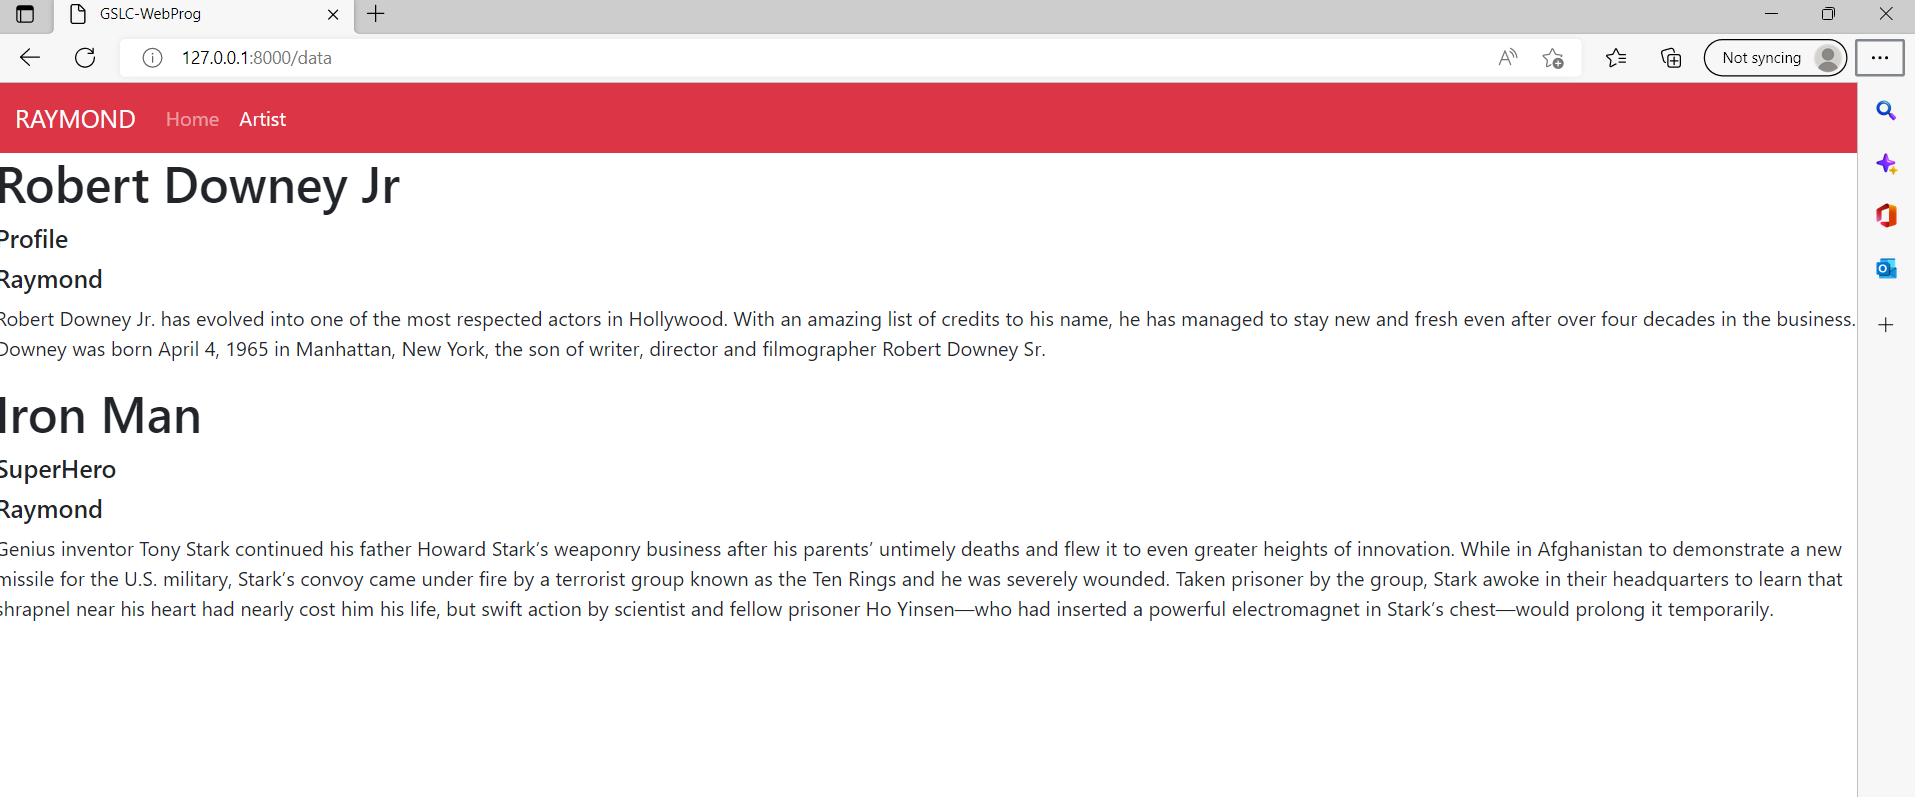 GSLC-WebProg
127.0.0.1:8000/data
Not syncing
RAYMOND Home Artist
Robert Downey Jr
Profile
Raymond
Robert Downey Jr. has evolved into one of the most respected actors in Hollywood. With an amazing list of credits to his name, he has managed to stay new and fresh even after over four decades in the business.
Downey was born April 4, 1965 in Manhattan, New York, the son of writer, director and filmographer Robert Downey Sr.
Iron Man
SuperHero
Raymond
Genius inventor Tony Stark continued his father Howard Stark’s weaponry business after his parents’ untimely deaths and flew it to even greater heights of innovation. While in Afghanistan to demonstrate a new
missile for the U.S. military, Stark’s convoy came under fire by a terrorist group known as the Ten Rings and he was severely wounded. Taken prisoner by the group, Stark awoke in their headquarters to learn that
shrapnel near his heart had nearly cost him his life, but swift action by scientist and fellow prisoner Ho Yinsen—who had inserted a powerful electromagnet in Stark’s chest—would prolong it temporarily.